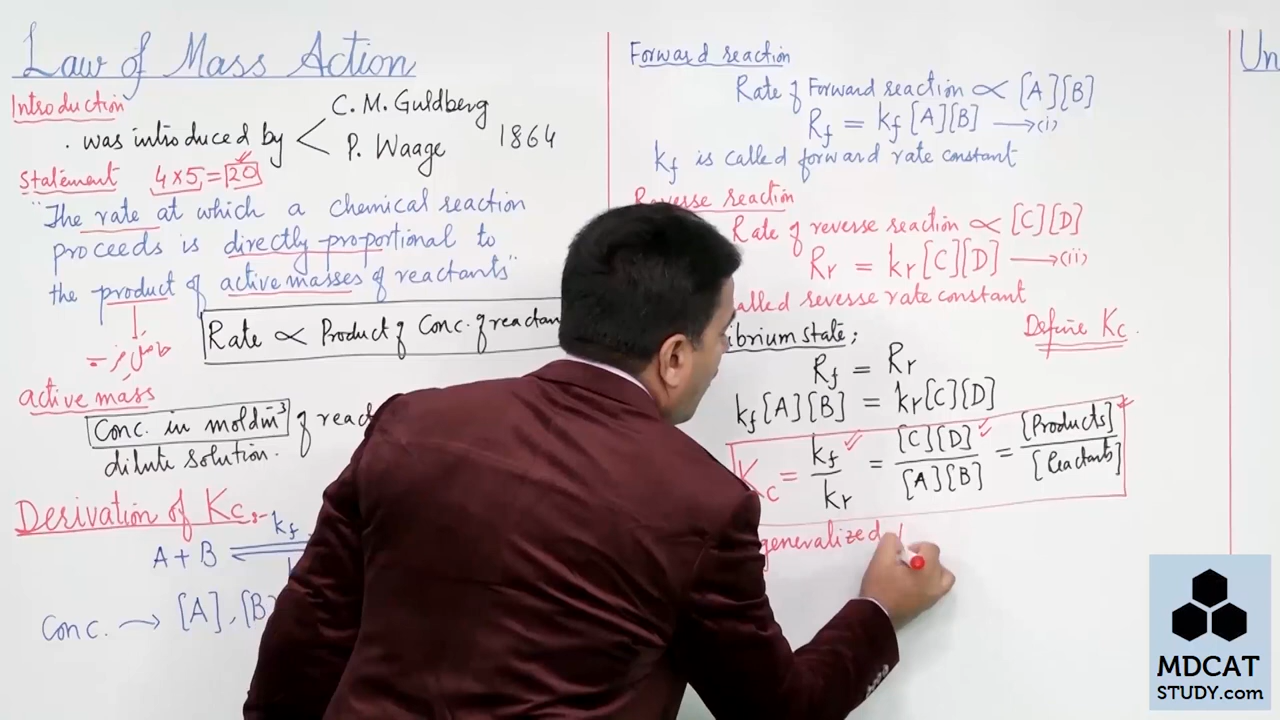 Law of Mass Action
Introduction
. was introduced by < C. M. Guldberg
P. Waage
1864
Statement 4×5=20
"The rate at which a chemical reaction
proceeds is directly proportional to
the product of active masses of reactants"
حاصل ضرب
Rate ∝ Product of Conc. of reactan
active mass
Conc. in moldm⁻³ of reac
dilute solution.
Derivation of Kc:-
A + B ⇌ kf
Conc. → [A], [B]
Forward reaction
Rate of Forward reaction ∝ [A][B]
Rf = kf [A][B] →(i)
kf is called forward rate constant
Reverse reaction
Rate of reverse reaction ∝ [C][D]
Rr = kr[C][D] →(ii)
called reverse rate constant
ibrium state;
Define Kc.
Rf = Rr
kf[A][B] = kr[C][D]
Kc = kf/kr = [C][D]/[A][B] = [Products]/[Reactants]
generalized
Un
MDCAT
STUDY.com